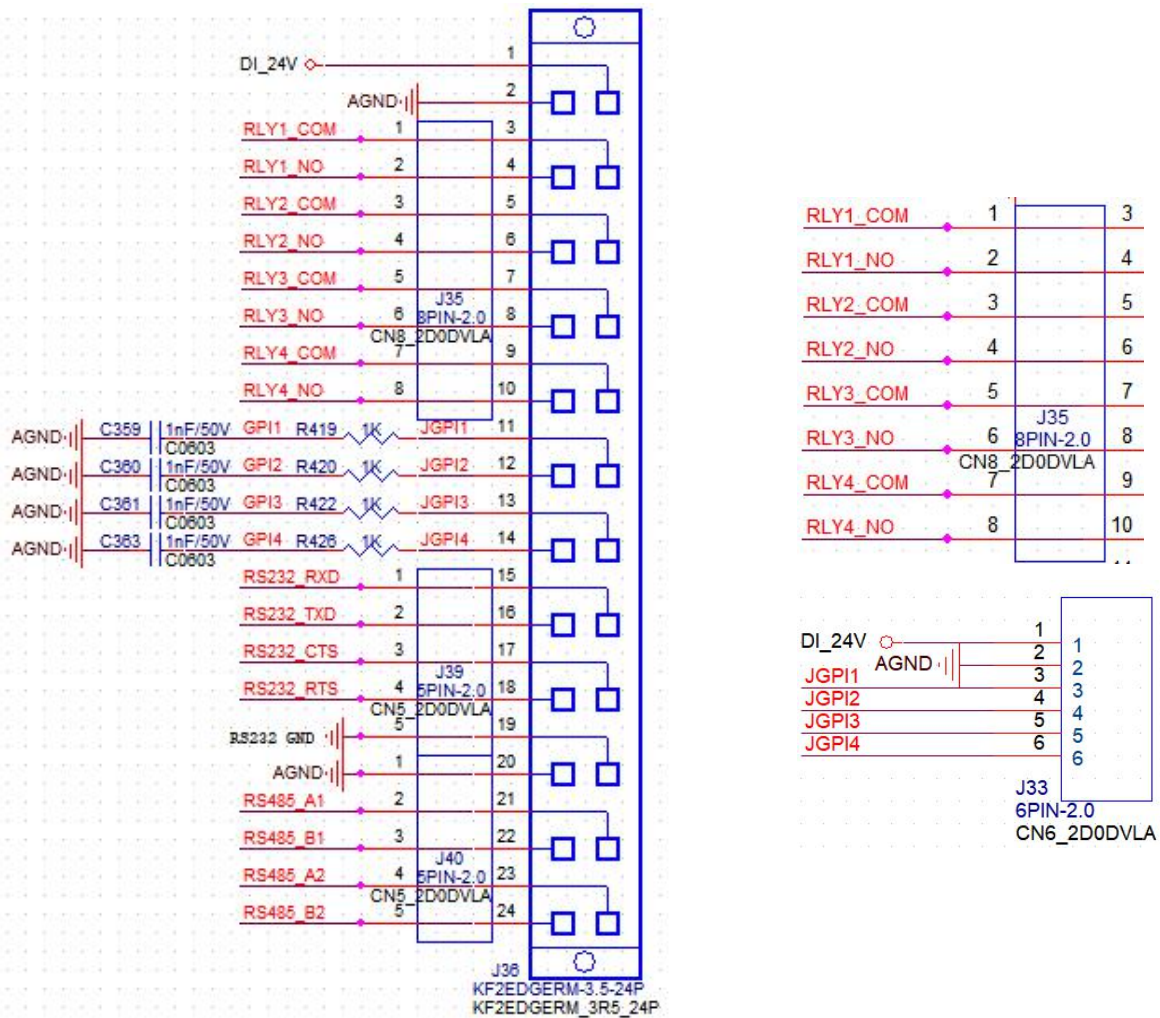 1
DI_24V
2
AGND
RLY1_COM 1 3
RLY1_NO 2 4
RLY2_COM 3 5
RLY2_NO 4 6
RLY3_COM 5 7
J35
RLY3_NO 6 8PIN-2.0 8
CN8_2D0DVLA
RLY4_COM 7 9
RLY4_NO 8 10
AGND C359 1nF/50V GPI1 R419 1K JGPI1 11
C0603
AGND C360 1nF/50V GPI2 R420 1K JGPI2 12
C0603
AGND C361 1nF/50V GPI3 R422 1K JGPI3 13
C0603
AGND C363 1nF/50V GPI4 R426 1K JGPI4 14
C0603
RS232_RXD 1 15
RS232_TXD 2 16
RS232_CTS 3 17
J39
RS232_RTS 4 5PIN-2.0 18
CN5_2D0DVLA
RS232 GND 5 19
AGND 1 20
RS485_A1 2 21
RS485_B1 3 22
J40
RS485_A2 4 5PIN-2.0 23
CN5_2D0DVLA
RS485_B2 5 24
J36
KF2EDGERM-3.5-24P
KF2EDGERM_3R5_24P
RLY1_COM 1 3
RLY1_NO 2 4
RLY2_COM 3 5
RLY2_NO 4 6
RLY3_COM 5 7
J35
RLY3_NO 6 8PIN-2.0 8
CN8_2D0DVLA
RLY4_COM 7 9
RLY4_NO 8 10
DI_24V 1 1
AGND 2 2
JGPI1 3 3
JGPI2 4 4
JGPI3 5 5
JGPI4 6 6
J33
6PIN-2.0
CN6_2D0DVLA